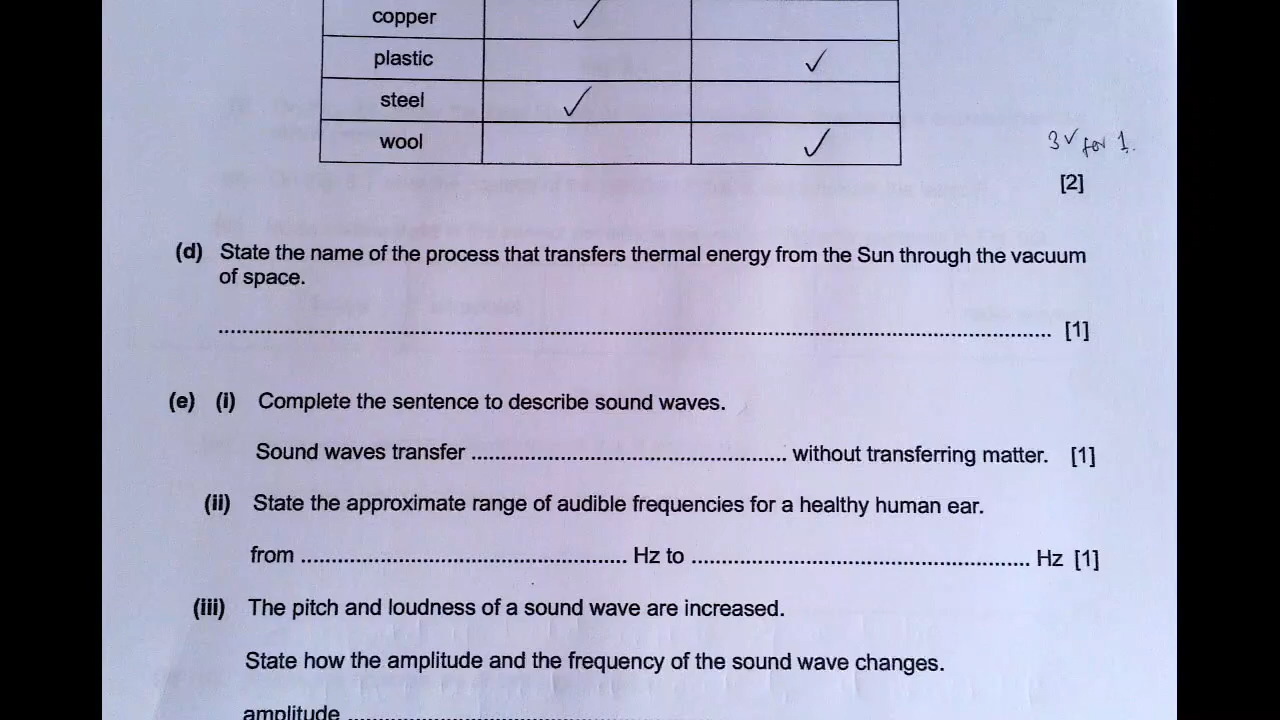 copper ✓
plastic ✓
steel ✓
wool ✓
3✓ for 1.
[2]
(d) State the name of the process that transfers thermal energy from the Sun through the vacuum
of space.
.......................................................................................................................................... [1]
(e) (i) Complete the sentence to describe sound waves.
Sound waves transfer .................................................... without transferring matter. [1]
(ii) State the approximate range of audible frequencies for a healthy human ear.
from ...................................................... Hz to ........................................................ Hz [1]
(iii) The pitch and loudness of a sound wave are increased.
State how the amplitude and the frequency of the sound wave changes.
amplitude ............................................................